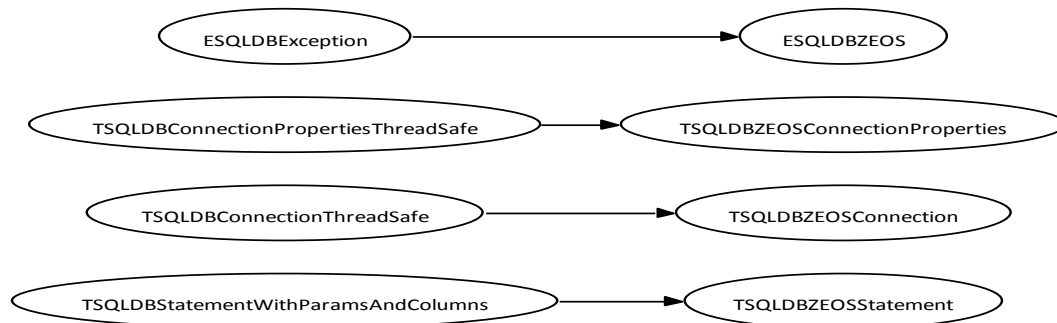 ESQLDBException ESQLDBZEOS
TSQLDBConnectionPropertiesThreadSafe TSQLDBZEOSConnectionProperties
TSQLDBConnectionThreadSafe TSQLDBZEOSConnection
TSQLDBStatementWithParamsAndColumns TSQLDBZEOSStatement